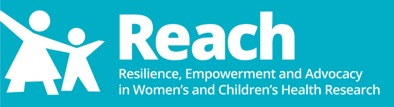 Reach
Resilience, Empowerment and Advocacy
in Women's and Children's Health Research